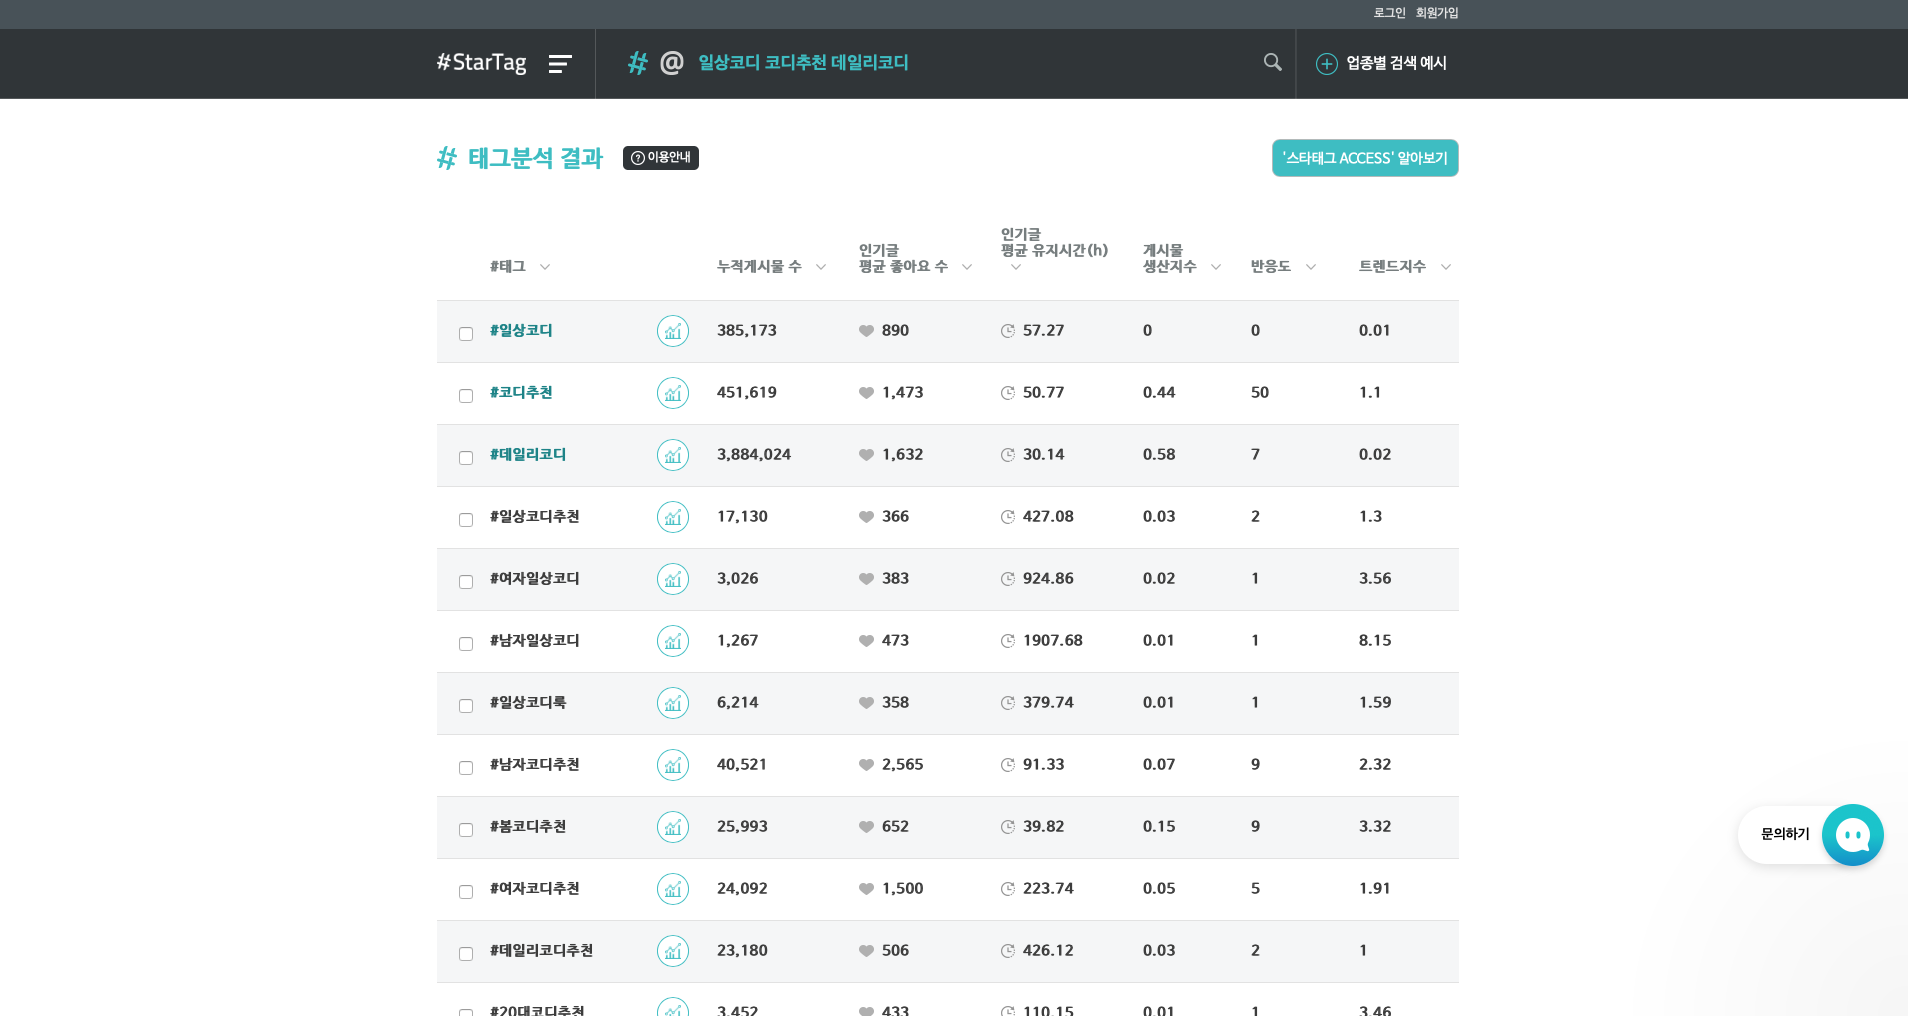 로그인 회원가입
#StarTag
# @ 일상코디 코디추천 데일리코디
업종별 검색 예시
# 태그분석 결과
? 이용안내
'스타태그 ACCESS' 알아보기
#태그
누적게시물 수
인기글
평균 좋아요 수
인기글
평균 유지시간(h)
게시물
생산지수
반응도
트렌드지수
#일상코디 385,173 890 57.27 0 0 0.01
#코디추천 451,619 1,473 50.77 0.44 50 1.1
#데일리코디 3,884,024 1,632 30.14 0.58 7 0.02
#일상코디추천 17,130 366 427.08 0.03 2 1.3
#여자일상코디 3,026 383 924.86 0.02 1 3.56
#남자일상코디 1,267 473 1907.68 0.01 1 8.15
#일상코디룩 6,214 358 379.74 0.01 1 1.59
#남자코디추천 40,521 2,565 91.33 0.07 9 2.32
#봄코디추천 25,993 652 39.82 0.15 9 3.32
#여자코디추천 24,092 1,500 223.74 0.05 5 1.91
#데일리코디추천 23,180 506 426.12 0.03 2 1
#20대코디추천 3,452 433 110.15 0.01 1 3.46
문의하기